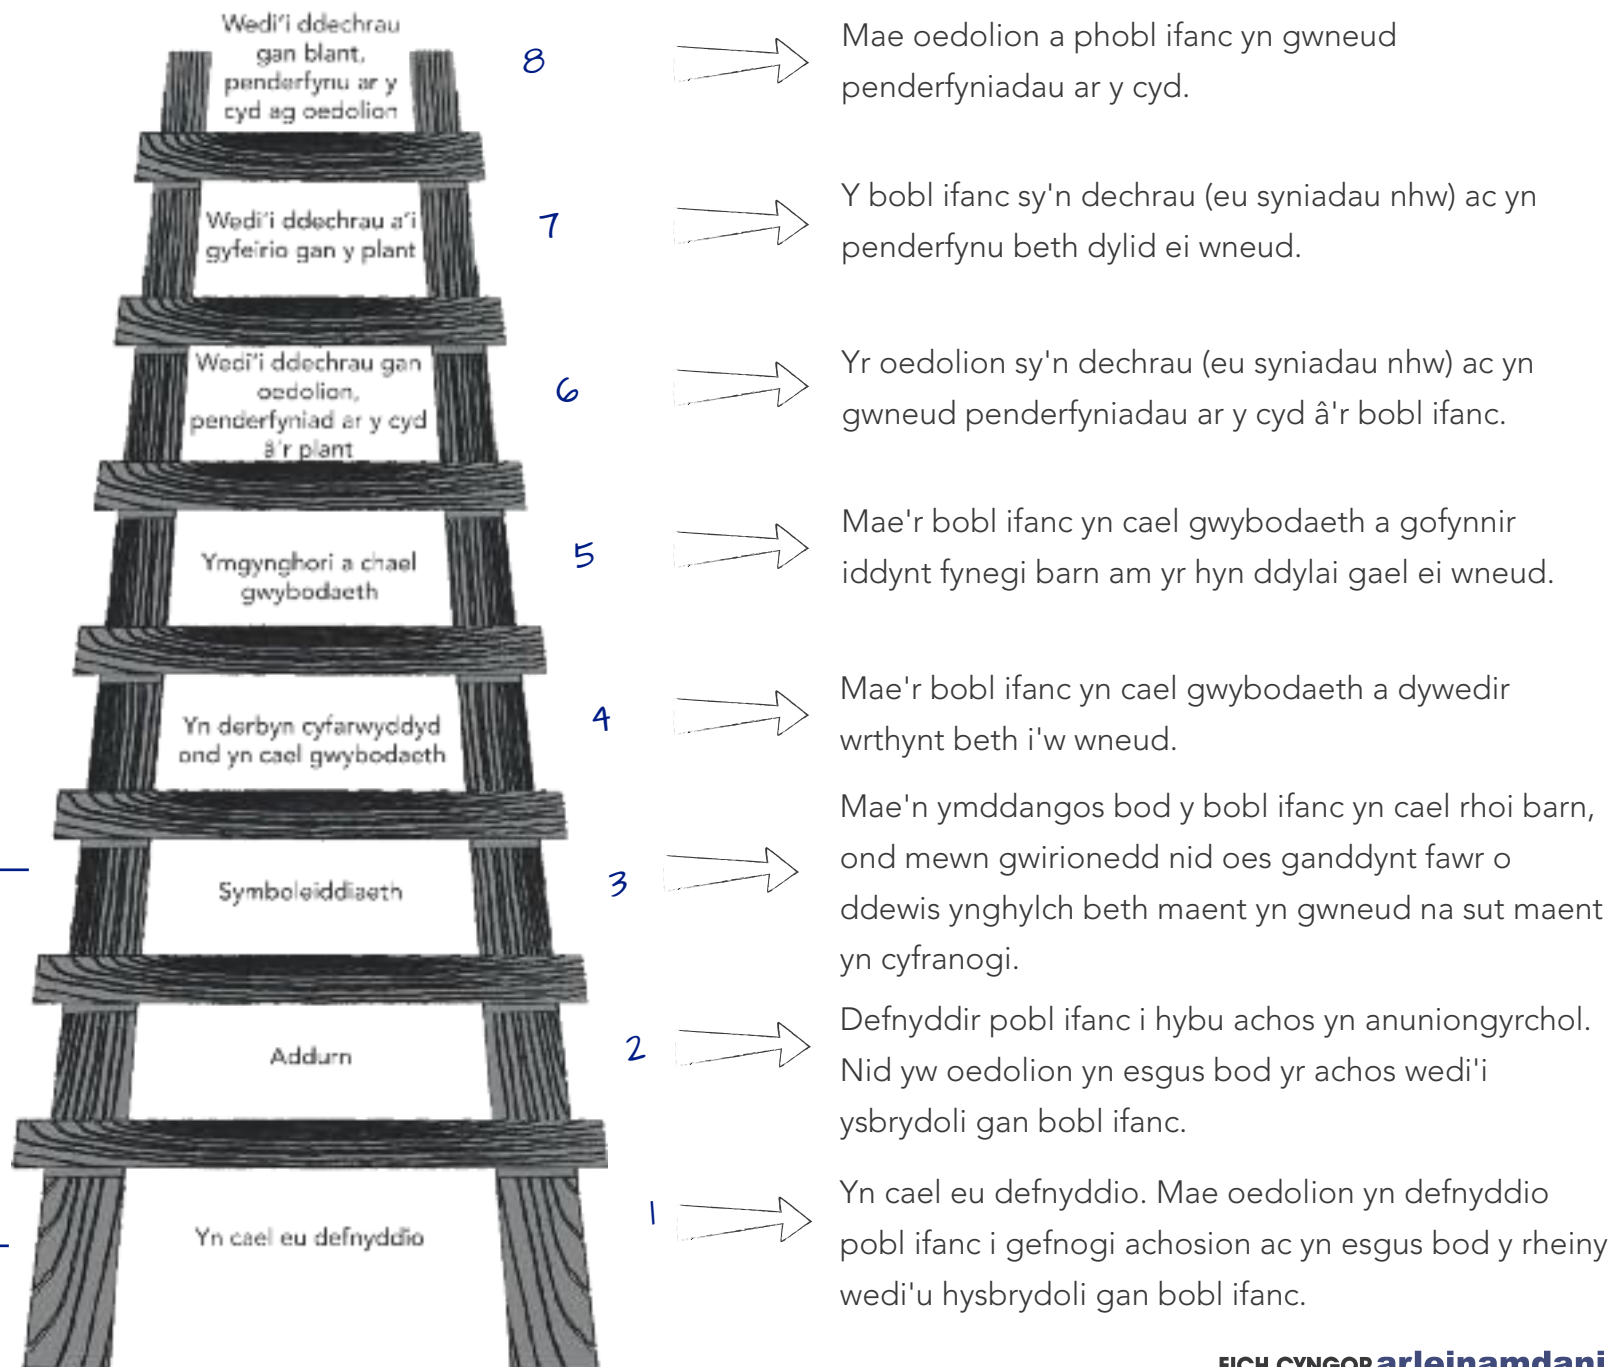 Wedi'i ddechrau
gan blant,
penderfynu ar y
cyd ag oedolion
8
Mae oedolion a phobl ifanc yn gwneud
penderfyniadau ar y cyd.
Wedi'i ddechrau a'i
gyfeirio gan y plant
7
Y bobl ifanc sy'n dechrau (eu syniadau nhw) ac yn
penderfynu beth dylid ei wneud.
Wedi'i ddechrau gan
oedolion,
penderfyniad ar y cyd
â'r plant
6
Yr oedolion sy'n dechrau (eu syniadau nhw) ac yn
gwneud penderfyniadau ar y cyd â'r bobl ifanc.
Ymgynghori a chael
gwybodaeth
5
Mae'r bobl ifanc yn cael gwybodaeth a gofynnir
iddynt fynegi barn am yr hyn ddylai gael ei wneud.
Yn derbyn cyfarwyddyd
ond yn cael gwybodaeth
4
Mae'r bobl ifanc yn cael gwybodaeth a dywedir
wrthynt beth i'w wneud.
Symboleiddiaeth
3
Mae'n ymddangos bod y bobl ifanc yn cael rhoi barn,
ond mewn gwirionedd nid oes ganddynt fawr o
ddewis ynghylch beth maent yn gwneud na sut maent
yn cyfranogi.
Addurn
2
Defnyddir pobl ifanc i hybu achos yn anuniongyrchol.
Nid yw oedolion yn esgus bod yr achos wedi'i
ysbrydoli gan bobl ifanc.
Yn cael eu defnyddio
1
Yn cael eu defnyddio. Mae oedolion yn defnyddio
pobl ifanc i gefnogi achosion ac yn esgus bod y rheiny
wedi'u hysbrydoli gan bobl ifanc.
EICH CYNGOR arleinamdani